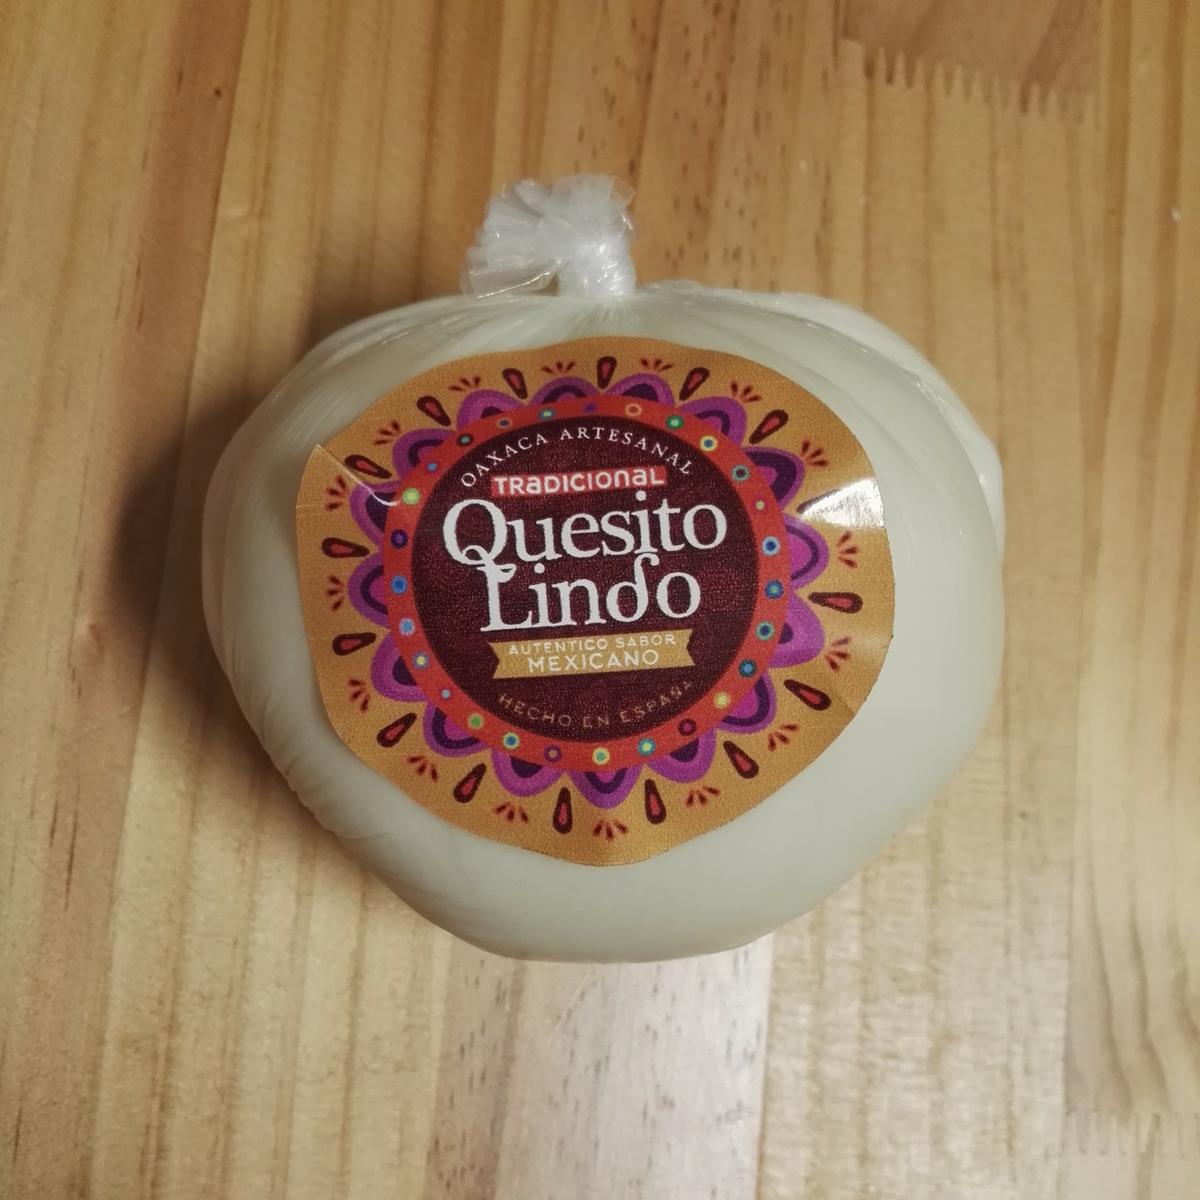 OAXACA ARTESANAL
TRADICIONAL
Quesito
Lindo
AUTENTICO SABOR
MEXICANO
HECHO EN ESPAÑA